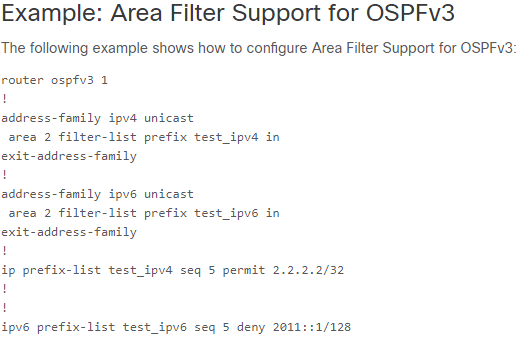 Example: Area Filter Support for OSPFv3
The following example shows how to configure Area Filter Support for OSPFv3:
router ospfv3 1
!
address-family ipv4 unicast
 area 2 filter-list prefix test_ipv4 in
exit-address-family
!
address-family ipv6 unicast
 area 2 filter-list prefix test_ipv6 in
exit-address-family
!
ip prefix-list test_ipv4 seq 5 permit 2.2.2.2/32
!
!
ipv6 prefix-list test_ipv6 seq 5 deny 2011::1/128